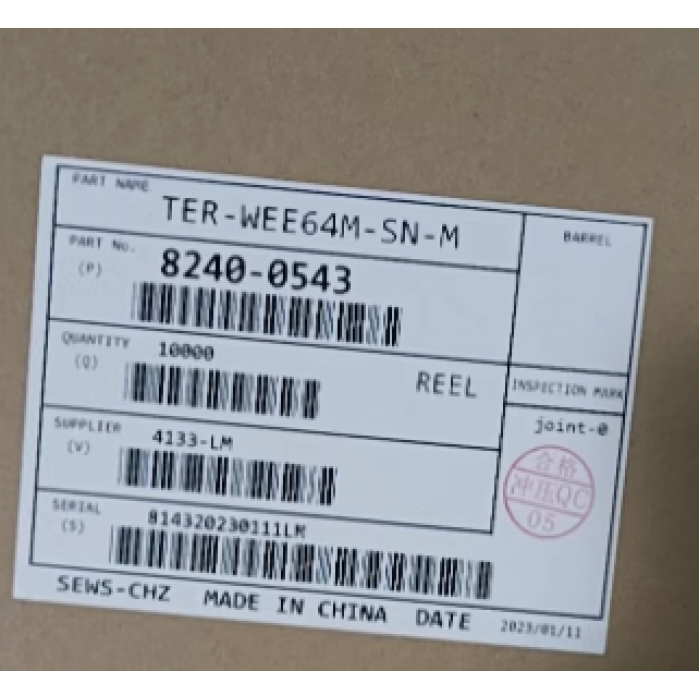 PART NAME
TER-WEE64M-SN-M
BARREL
PART No.
(P)
8240-0543
QUANTITY
(Q)
10000
REEL
INSPECTION MARK
SUPPLIER
(V)
4133-LM
joint-0
合格
冲压QC
05
SERIAL
(S)
814320230111LM
SEWS-CHZ MADE IN CHINA DATE 2023/01/11